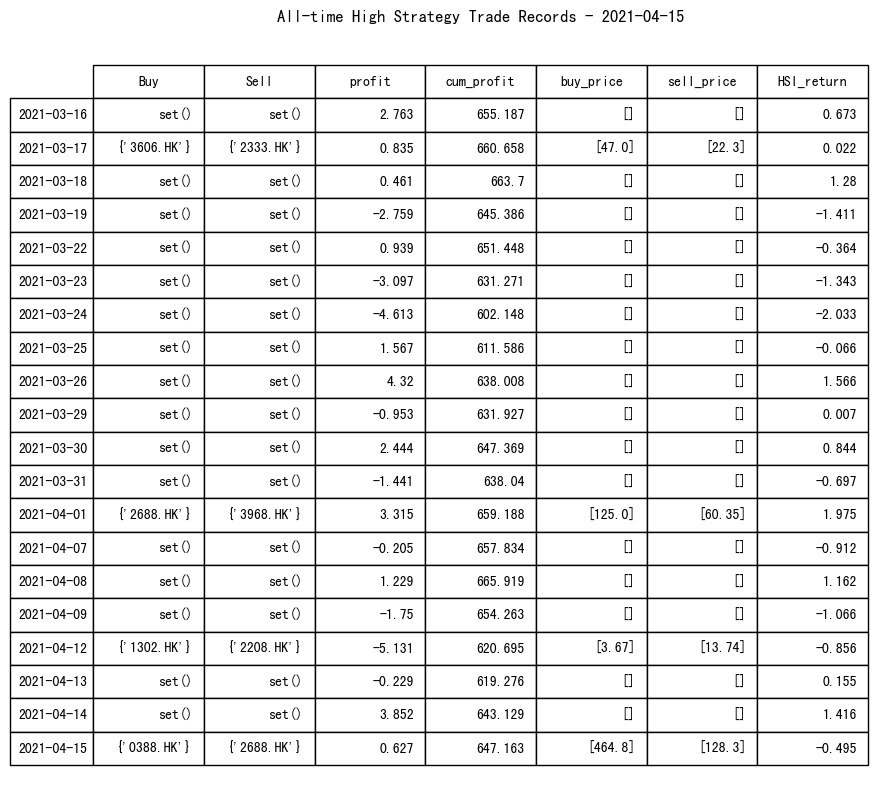 All-time High Strategy Trade Records - 2021-04-15
Buy Sell profit cum_profit buy_price sell_price HSI_return
2021-03-16 set() set() 2.763 655.187 [] [] 0.673
2021-03-17 {'3606.HK'} {'2333.HK'} 0.835 660.658 [47.0] [22.3] 0.022
2021-03-18 set() set() 0.461 663.7 [] [] 1.28
2021-03-19 set() set() -2.759 645.386 [] [] -1.411
2021-03-22 set() set() 0.939 651.448 [] [] -0.364
2021-03-23 set() set() -3.097 631.271 [] [] -1.343
2021-03-24 set() set() -4.613 602.148 [] [] -2.033
2021-03-25 set() set() 1.567 611.586 [] [] -0.066
2021-03-26 set() set() 4.32 638.008 [] [] 1.566
2021-03-29 set() set() -0.953 631.927 [] [] 0.007
2021-03-30 set() set() 2.444 647.369 [] [] 0.844
2021-03-31 set() set() -1.441 638.04 [] [] -0.697
2021-04-01 {'2688.HK'} {'3968.HK'} 3.315 659.188 [125.0] [60.35] 1.975
2021-04-07 set() set() -0.205 657.834 [] [] -0.912
2021-04-08 set() set() 1.229 665.919 [] [] 1.162
2021-04-09 set() set() -1.75 654.263 [] [] -1.066
2021-04-12 {'1302.HK'} {'2208.HK'} -5.131 620.695 [3.67] [13.74] -0.856
2021-04-13 set() set() -0.229 619.276 [] [] 0.155
2021-04-14 set() set() 3.852 643.129 [] [] 1.416
2021-04-15 {'0388.HK'} {'2688.HK'} 0.627 647.163 [464.8] [128.3] -0.495